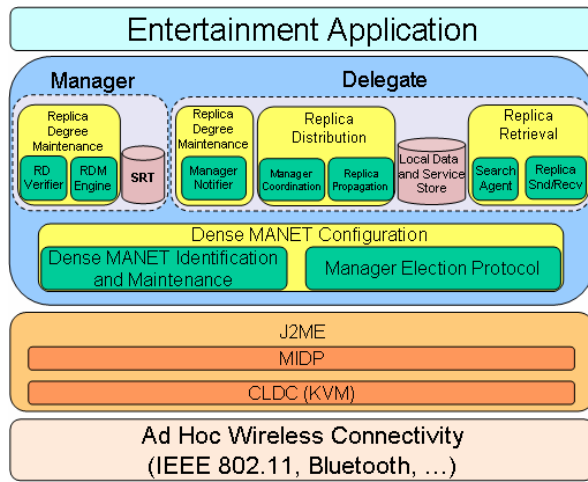 Entertainment Application
Manager
Delegate
Replica
Degree
Maintenance
RD
Verifier
RDM
Engine
SRT
Replica
Degree
Maintenance
Manager
Notifier
Replica
Distribution
Manager
Coordination
Replica
Propagation
Local Data
and Service
Store
Replica
Retrieval
Search
Agent
Replica
Snd/Recv
Dense MANET Configuration
Dense MANET Identification
and Maintenance
Manager Election Protocol
J2ME
MIDP
CLDC (KVM)
Ad Hoc Wireless Connectivity
(IEEE 802.11, Bluetooth, …)